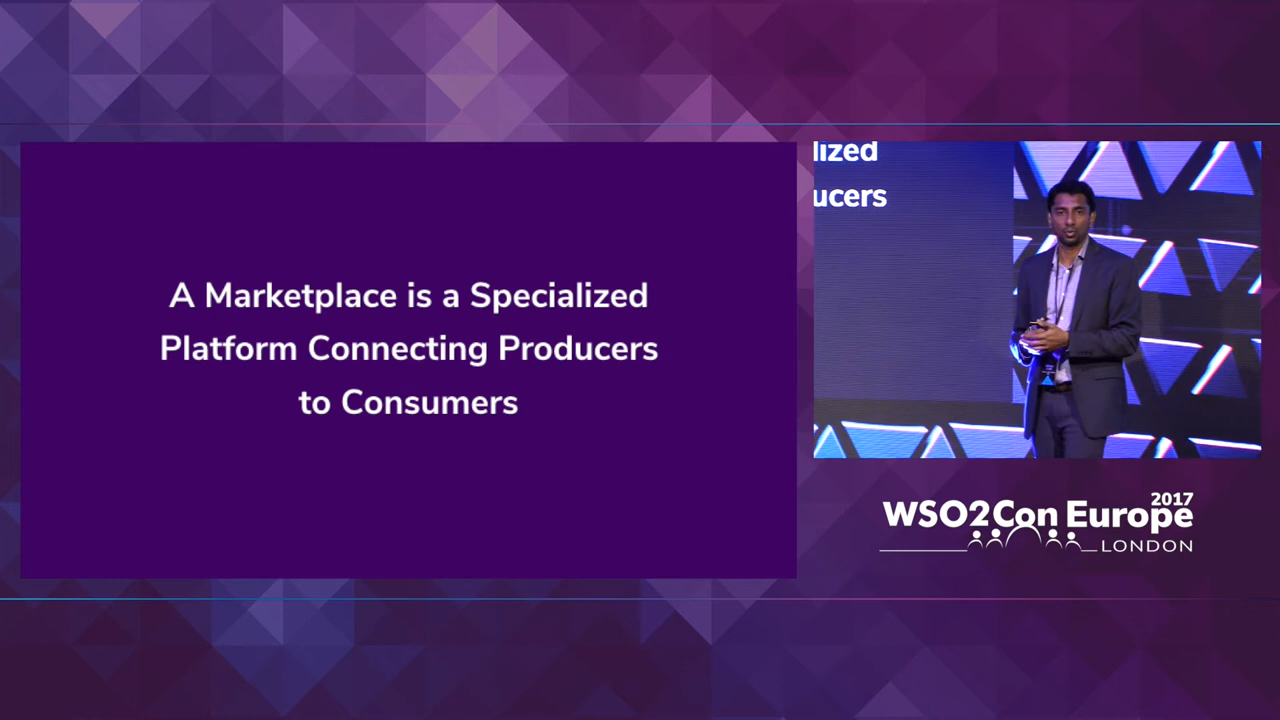 A Marketplace is a Specialized
Platform Connecting Producers
to Consumers
lized
ucers
2017
WSO2Con Europe
LONDON